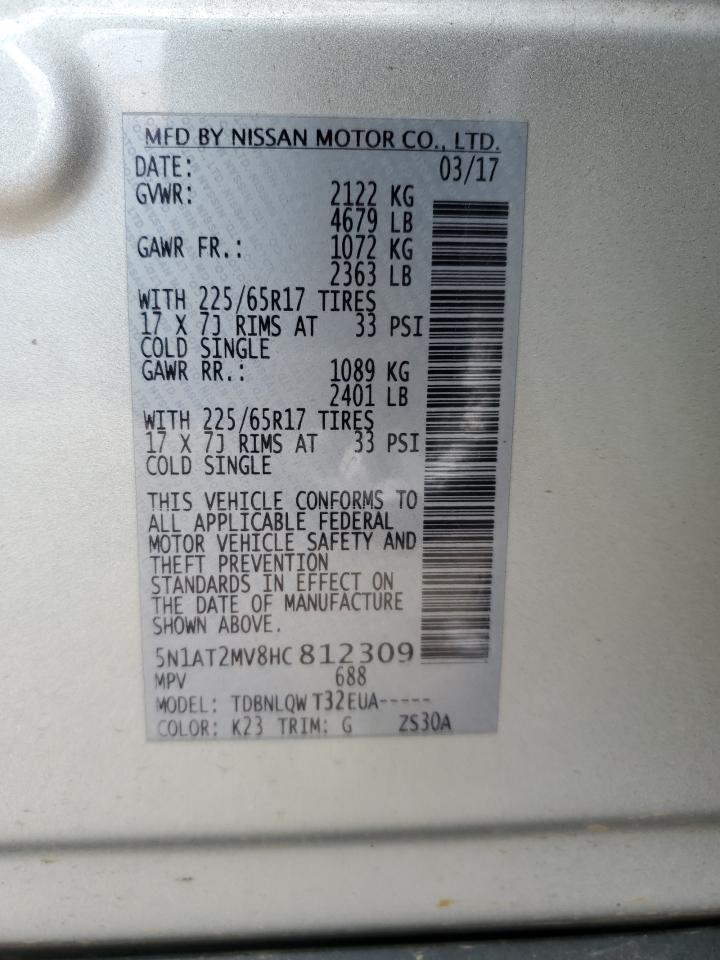 MFD BY NISSAN MOTOR CO., LTD.
DATE: 03/17
GVWR: 2122 KG
4679 LB
GAWR FR.: 1072 KG
2363 LB
WITH 225/65R17 TIRES
17 X 7J RIMS AT 33 PSI
COLD SINGLE
GAWR RR.: 1089 KG
2401 LB
WITH 225/65R17 TIRES
17 X 7J RIMS AT 33 PSI
COLD SINGLE
THIS VEHICLE CONFORMS TO
ALL APPLICABLE FEDERAL
MOTOR VEHICLE SAFETY AND
THEFT PREVENTION
STANDARDS IN EFFECT ON
THE DATE OF MANUFACTURE
SHOWN ABOVE.
5N1AT2MV8HC812309
MPV 688
MODEL: TDBNLQW T32EUA-----
COLOR: K23 TRIM: G ZS30A